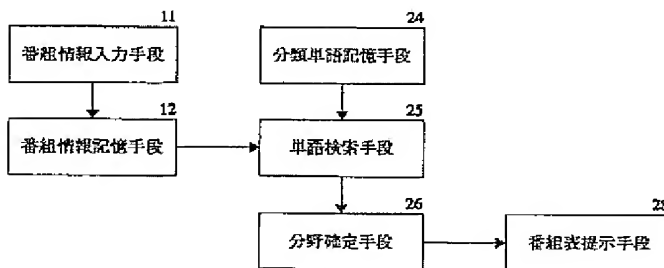 11
番組情報入力手段
24
分類単語記憶手段
12
番組情報記憶手段
25
単語検索手段
26
分野確定手段
28
番組表提示手段